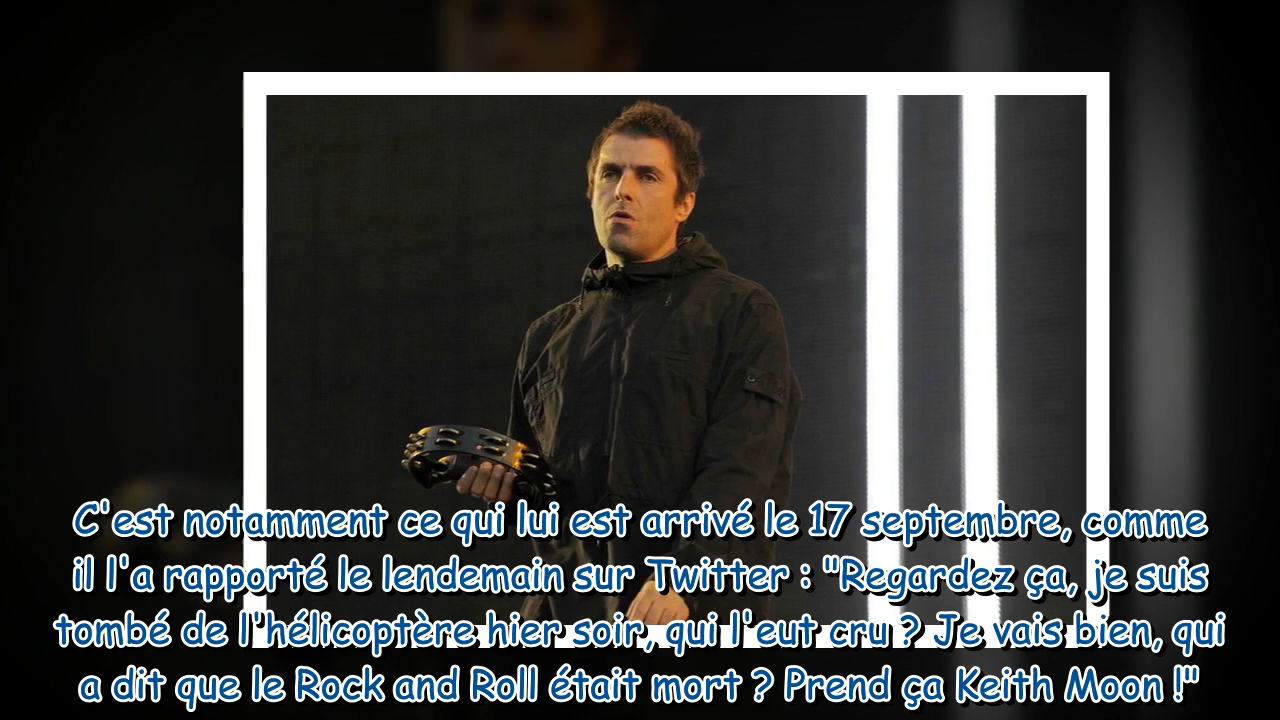 C'est notamment ce qui lui est arrivé le 17 septembre, comme
il l'a rapporté le lendemain sur Twitter : "Regardez ça, je suis
tombé de l'hélicoptère hier soir, qui l'eut cru ? Je vais bien, qui
a dit que le Rock and Roll était mort ? Prend ça Keith Moon !"